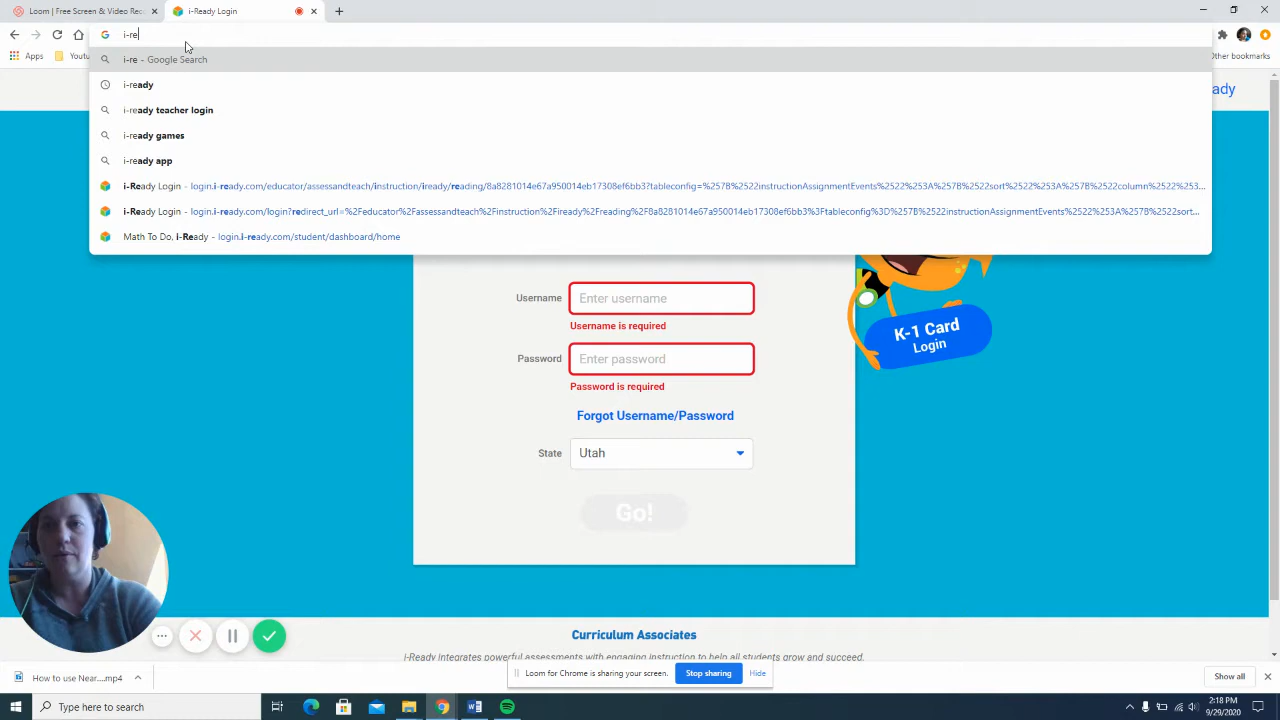 Loom | Free Screen & Video Rec
i-Ready Login
i-re
Apps
Youtu
Other bookmarks
i-re - Google Search
i-ready
i-ready teacher login
i-ready games
i-ready app
i-Ready Login - login.i-ready.com/educator/assessandteach/instruction/iready/reading/8a8281014e67a950014eb17308ef6bb3?tableconfig=%257B%2522instructionAssignmentEvents%2522%253A%257B%2522sort%2522%253A%257B%2522column%2522%253...
i-Ready Login - login.i-ready.com/login?redirect_url=%2Feducator%2Fassessandteach%2Finstruction%2Firedy%2Freading%2F8a8281014e67a950014eb17308ef6bb3%3Ftableconfig%3D%257B%2522instructionAssignmentEvents%2522%253A%257B%2522sort...
Math To Do, i-Ready - login.i-ready.com/student/dashboard/home
ady
Username
Enter username
Username is required
Password
Enter password
Password is required
Forgot Username/Password
State
Utah
Go!
K-1 Card
Login
Curriculum Associates
i-Ready integrates powerful assessments with engaging instruction to help all students grow and succeed.
Loom for Chrome is sharing your screen.
Stop sharing
Hide
How to use Near....mp4
Show all
Type here to search
2:18 PM
9/29/2020